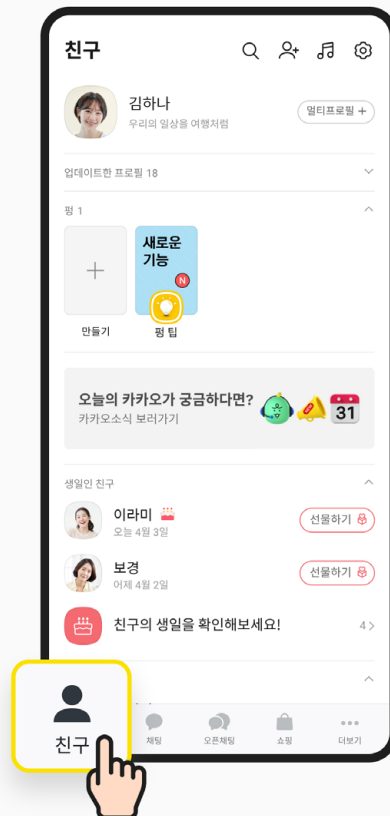 친구
김하나
우리의 일상을 여행처럼
멀티프로필 +
업데이트한 프로필 18
펑 1
새로운
기능
N
만들기
펑 팁
오늘의 카카오가 궁금하다면?
카카오소식 보러가기
31
생일인 친구
이라미
오늘 4월 3일
선물하기
보경
어제 4월 2일
선물하기
친구의 생일을 확인해보세요!
4 >
친구
채팅
오픈채팅
쇼핑
더보기